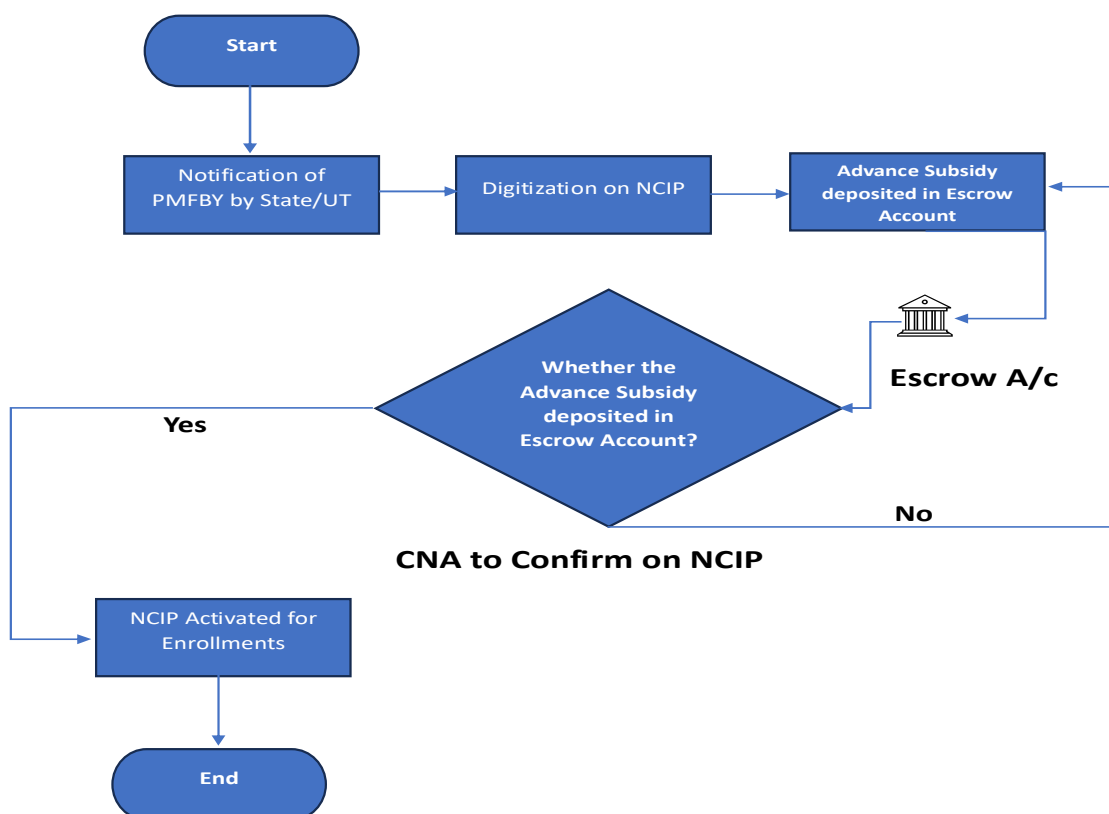 Start
Notification of
PMFBY by State/UT
Digitization on NCIP
Advance Subsidy
deposited in Escrow
Account
Escrow A/c
Whether the
Advance Subsidy
deposited in
Escrow Account?
Yes
No
CNA to Confirm on NCIP
NCIP Activated for
Enrollments
End